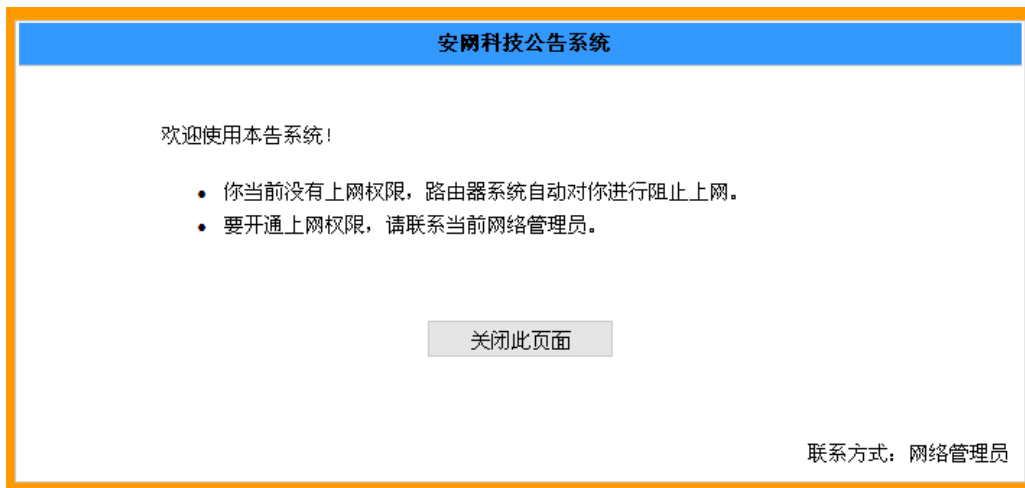 安网科技公告系统
欢迎使用本告系统！
你当前没有上网权限，路由器系统自动对你进行阻止上网。
要开通上网权限，请联系当前网络管理员。
关闭此页面
联系方式：网络管理员